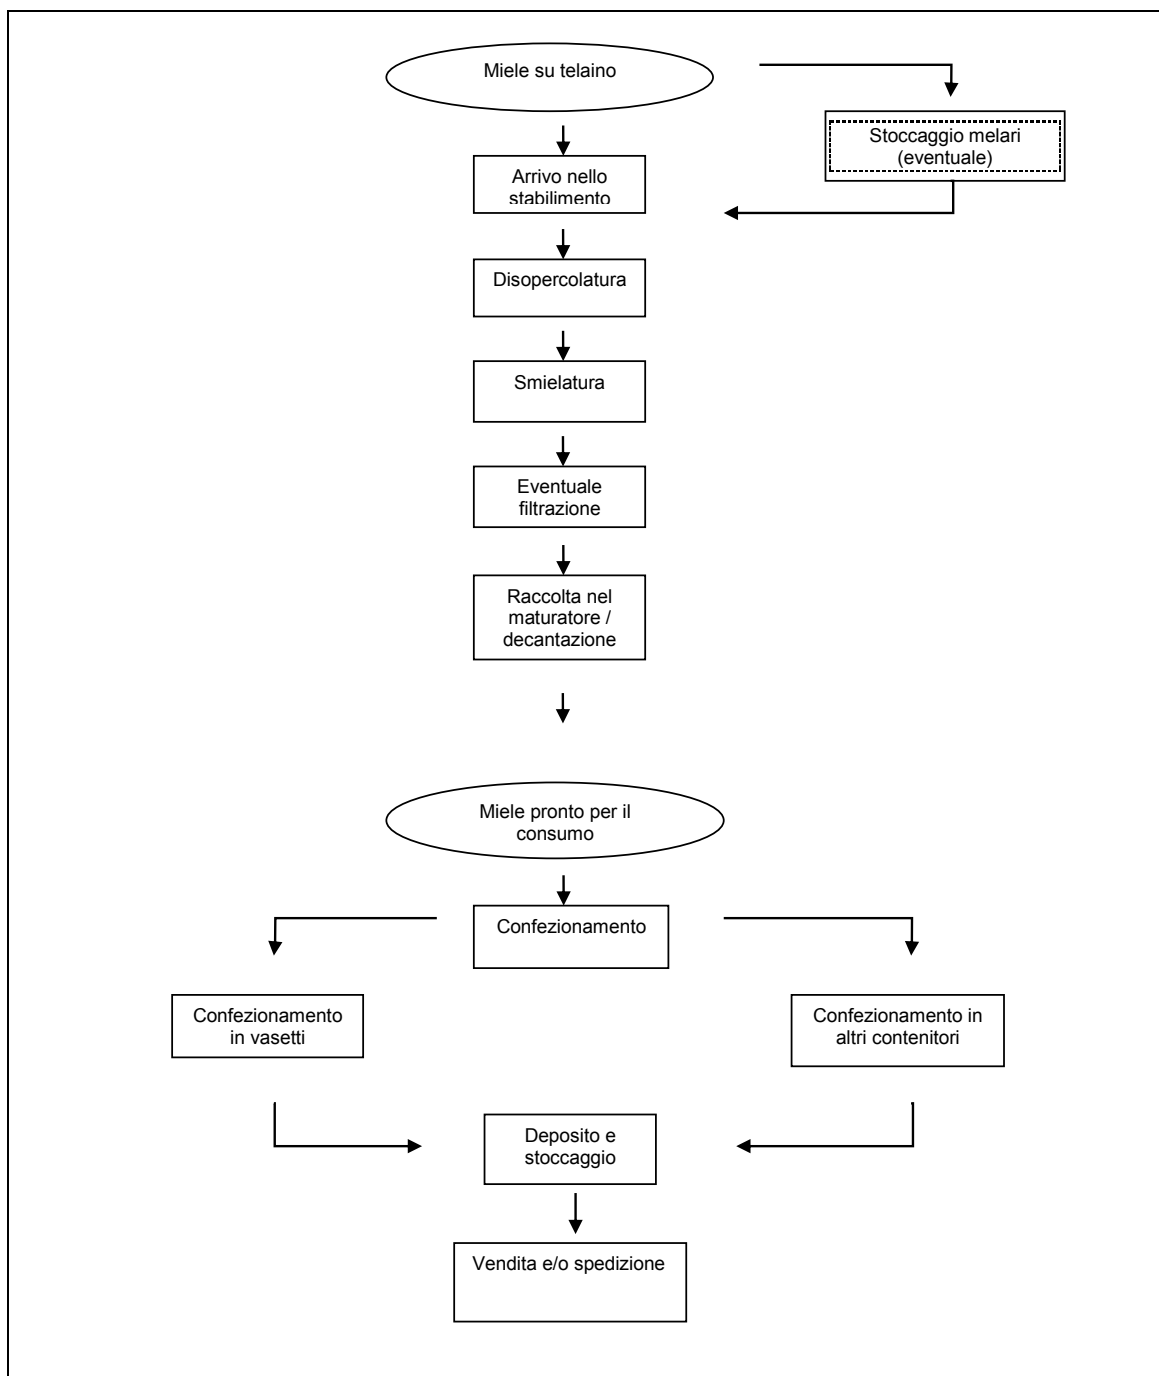 Miele su telaino
Stoccaggio melari
(eventuale)
Arrivo nello
stabilimento
Disopercolatura
Smielatura
Eventuale
filtrazione
Raccolta nel
maturatore /
decantazione
Miele pronto per il
consumo
Confezionamento
Confezionamento
in vasetti
Confezionamento in
altri contenitori
Deposito e
stoccaggio
Vendita e/o spedizione